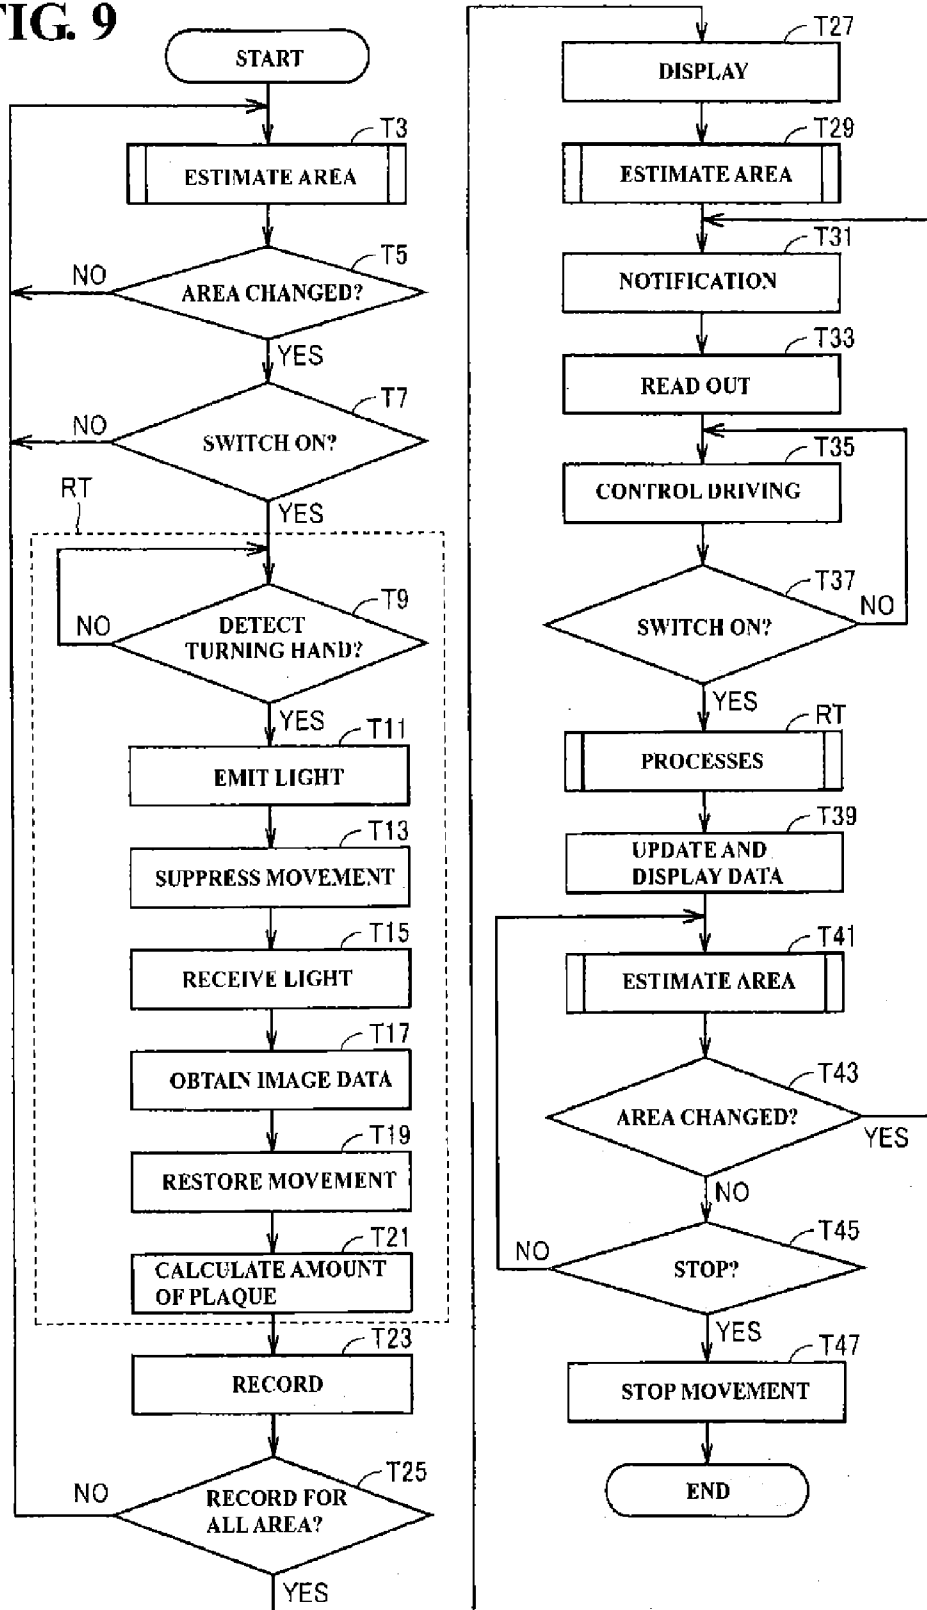 FIG. 9
START
T3
ESTIMATE AREA
T5
NO
AREA CHANGED?
YES
T7
NO
SWITCH ON?
RT
YES
T9
NO
DETECT
TURNING HAND?
YES
T11
EMIT LIGHT
T13
SUPPRESS MOVEMENT
T15
RECEIVE LIGHT
T17
OBTAIN IMAGE DATA
T19
RESTORE MOVEMENT
T21
CALCULATE AMOUNT
OF PLAQUE
T23
RECORD
T25
NO
RECORD FOR
ALL AREA?
YES
T27
DISPLAY
T29
ESTIMATE AREA
T31
NOTIFICATION
T33
READ OUT
T35
CONTROL DRIVING
T37
NO
SWITCH ON?
YES
RT
PROCESSES
T39
UPDATE AND
DISPLAY DATA
T41
ESTIMATE AREA
T43
AREA CHANGED?
YES
NO
T45
NO
STOP?
YES
T47
STOP MOVEMENT
END